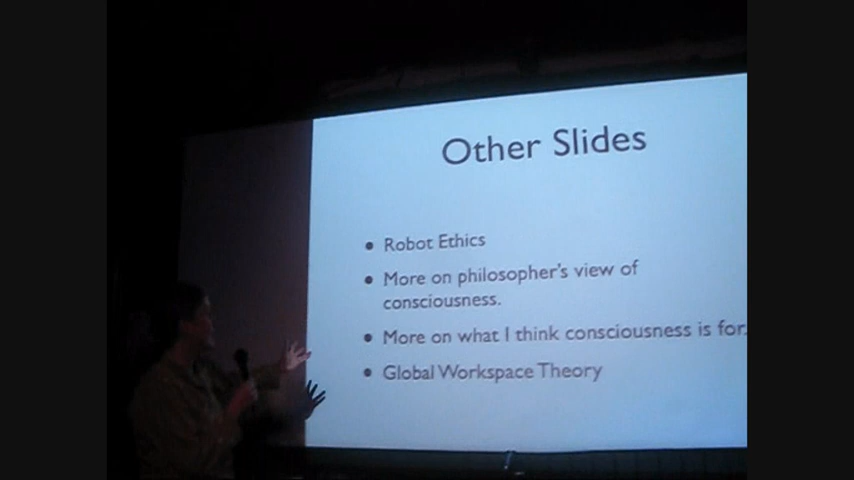 Other Slides
• Robot Ethics
• More on philosopher's view of
consciousness.
• More on what I think consciousness is for.
• Global Workspace Theory